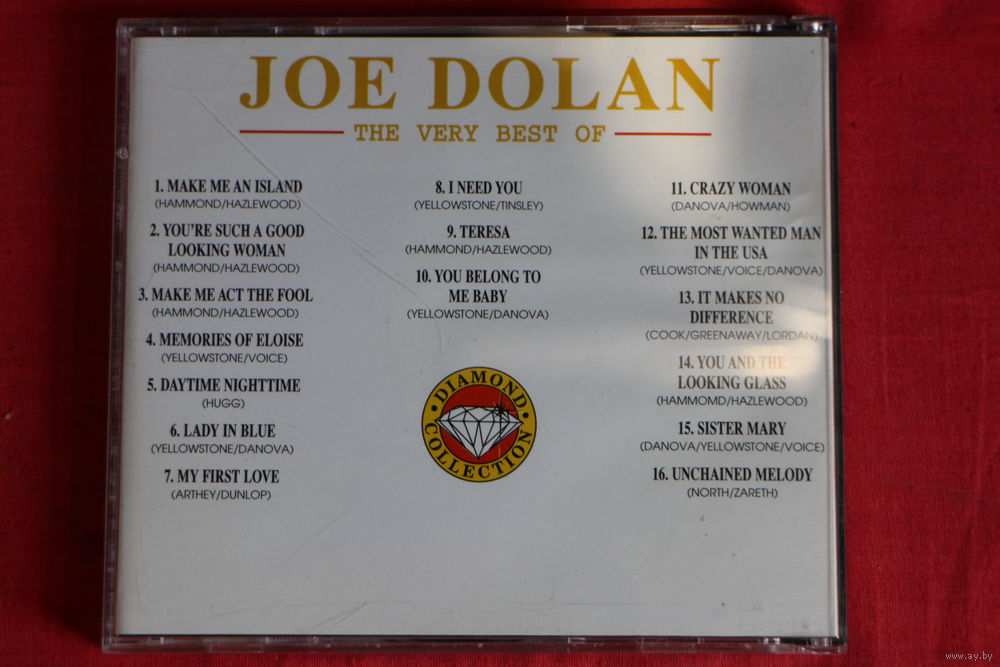 JOE DOLAN
THE VERY BEST OF
1. MAKE ME AN ISLAND
(HAMMOND/HAZLEWOOD)
2. YOU'RE SUCH A GOOD
LOOKING WOMAN
(HAMMOND/HAZLEWOOD)
3. MAKE ME ACT THE FOOL
(HAMMOND/HAZLEWOOD)
4. MEMORIES OF ELOISE
(YELLOWSTONE/VOICE)
5. DAYTIME NIGHTTIME
(HUGG)
6. LADY IN BLUE
(YELLOWSTONE/DANOVA)
7. MY FIRST LOVE
(ARTHEY/DUNLOP)
8. I NEED YOU
(YELLOWSTONE/TINSLEY)
9. TERESA
(HAMMOND/HAZLEWOOD)
10. YOU BELONG TO
ME BABY
(YELLOWSTONE/DANOVA)
DIAMOND
COLLECTION
11. CRAZY WOMAN
(DANOVA/HOWMAN)
12. THE MOST WANTED MAN
IN THE USA
(YELLOWSTONE/VOICE/DANOVA)
13. IT MAKES NO
DIFFERENCE
(COOK/GREENAWAY/LORDAN)
14. YOU AND THE
LOOKING GLASS
(HAMMOMD/HAZLEWOOD)
15. SISTER MARY
(DANOVA/YELLOWSTONE/VOICE)
16. UNCHAINED MELODY
(NORTH/ZARETH)
www.ay.by